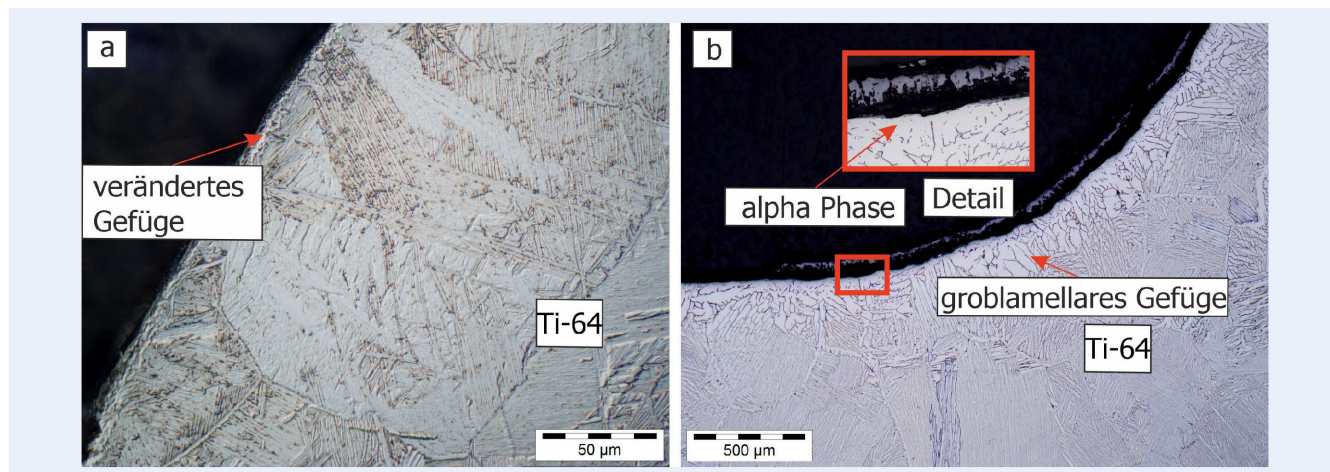 a
verändertes
Gefüge
Ti-64
50 µm
b
alpha Phase
Detail
groblamellares Gefüge
Ti-64
500 µm